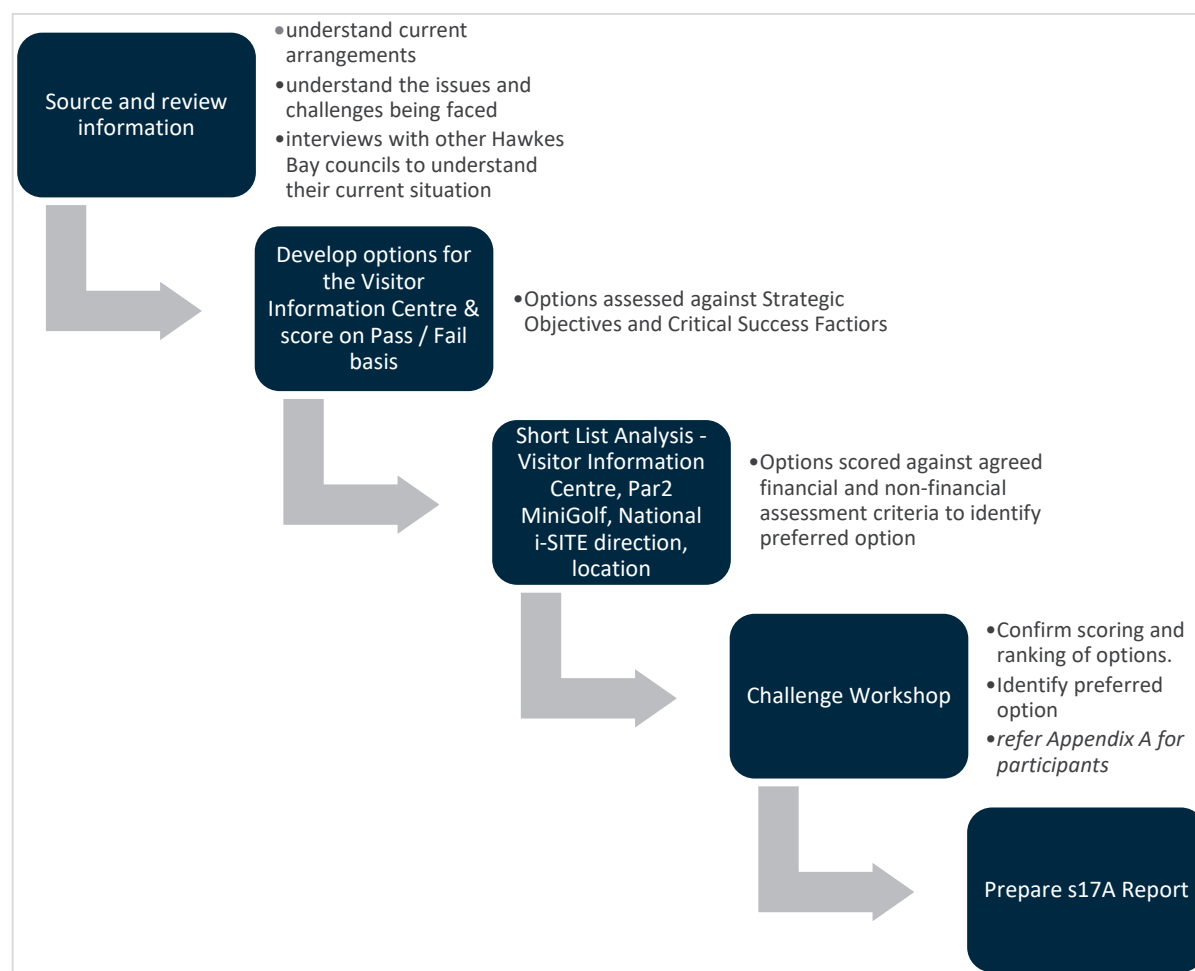 Source and review
information
•understand current
arrangements
•understand the issues and
challenges being faced
•interviews with other Hawkes
Bay councils to understand
their current situation
Develop options for
the Visitor
Information Centre &
score on Pass / Fail
basis
•Options assessed against Strategic
Objectives and Critical Success Factiors
Short List Analysis -
Visitor Information
Centre, Par2
MiniGolf, National
i-SITE direction,
location
•Options scored against agreed
financial and non-financial
assessment criteria to identify
preferred option
Challenge Workshop
•Confirm scoring and
ranking of options.
•Identify preferred
option
•refer Appendix A for
participants
Prepare s17A Report